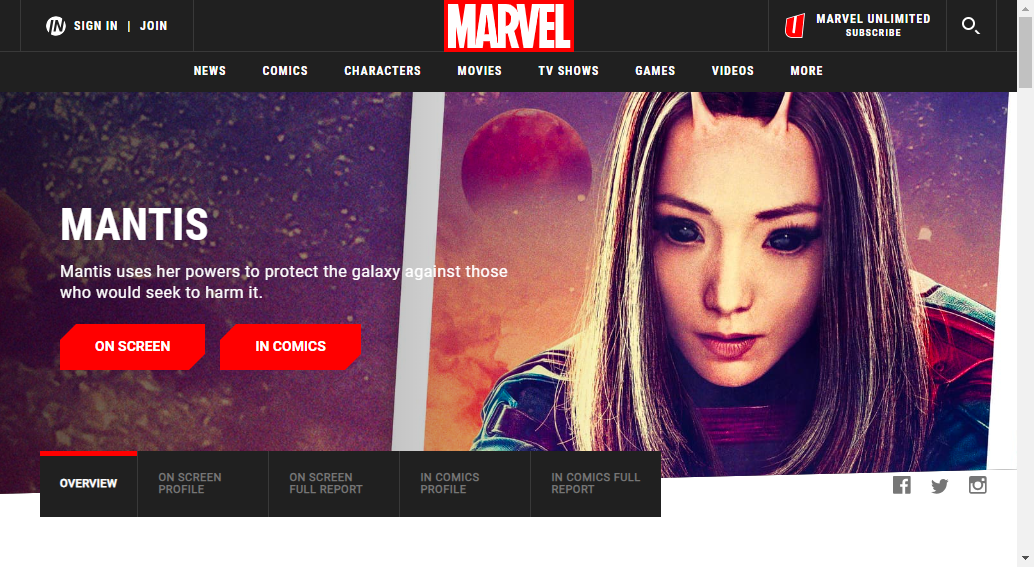 IN SIGN IN | JOIN
MARVEL
MARVEL UNLIMITED
SUBSCRIBE
NEWS
COMICS
CHARACTERS
MOVIES
TV SHOWS
GAMES
VIDEOS
MORE
MANTIS
Mantis uses her powers to protect the galaxy against those
who would seek to harm it.
ON SCREEN
IN COMICS
OVERVIEW
ON SCREEN
PROFILE
ON SCREEN
FULL REPORT
IN COMICS
PROFILE
IN COMICS FULL
REPORT